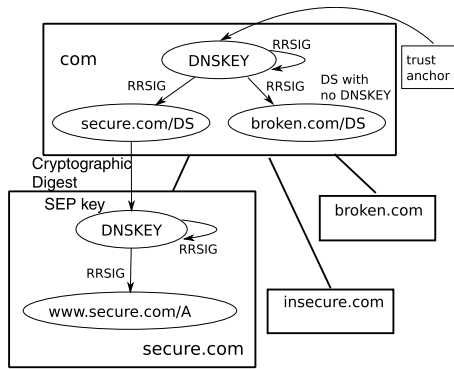 com
DNSKEY
RRSIG
trust
anchor
RRSIG
RRSIG
DS with
no DNSKEY
secure.com/DS
broken.com/DS
Cryptographic
Digest
SEP key
DNSKEY
RRSIG
RRSIG
www.secure.com/A
secure.com
broken.com
insecure.com